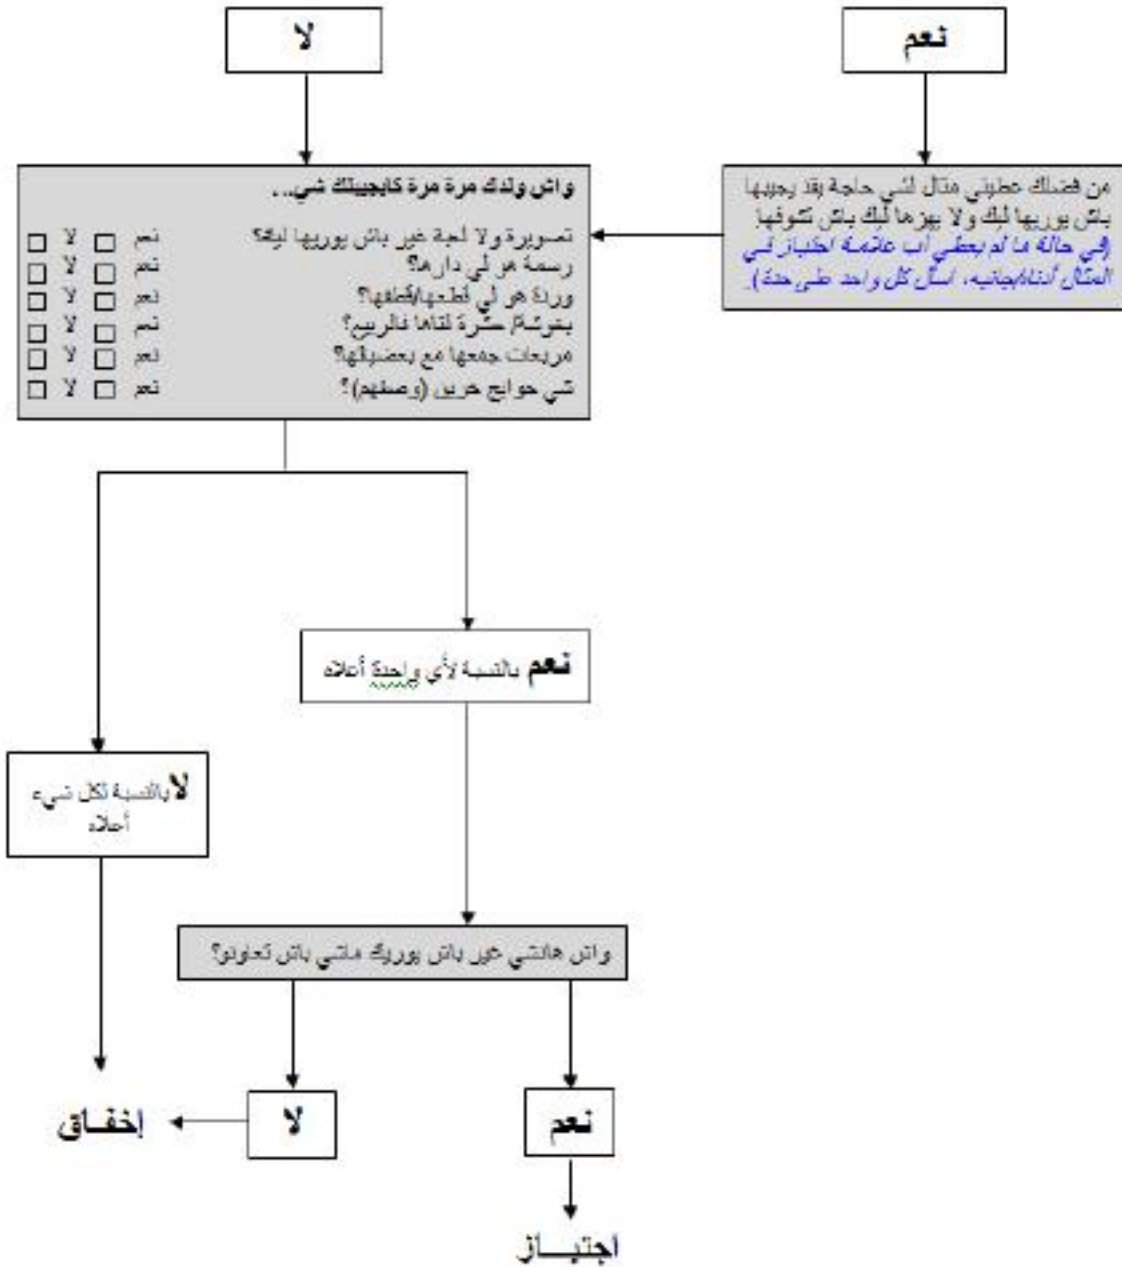 نعم
لا
من فضلك عطيني مثال لشي حاجة يقد يجيبها
باش يوريها ليك ولا يهزها ليك باش تشوفها
(في حالة ما لم يعطي أب علامة اختبار في
المثال أدناه/جانبه، اسأل كل واحد على حدة).
واش ولدك مرة مرة كايجيبلك شي...
تصويرة ولا لعبة غير باش يوريها ليك؟ نعم □ لا □
رسمة هو لي دارها؟ نعم □ لا □
وردة هو لي قطعها/قطفها؟ نعم □ لا □
بخوشة/ حشرة لقاها فالربيع؟ نعم □ لا □
مربعات جمعها مع بعضياتها؟ نعم □ لا □
شي حوايج خرين (وصفهم)؟ نعم □ لا □
نعم بالنسبة لأي واحدة أعلاه
لا بالنسبة لكل شيء
أعلاه
واش هادشي غير باش يوريك ماشي باش تعاونو؟
نعم
لا
إخفاق
اجتياز